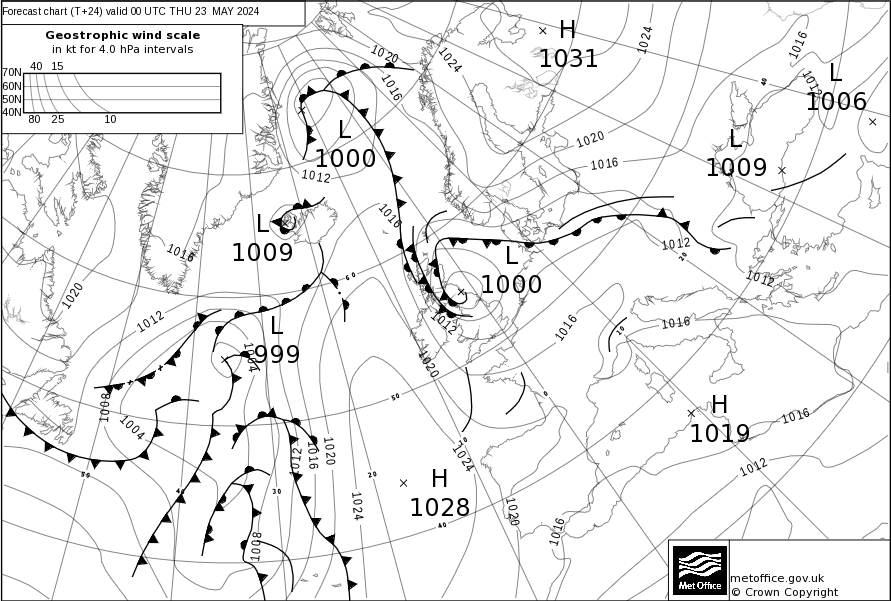 Forecast chart (T+24) valid 00 UTC THU 23 MAY 2024
Geostrophic wind scale
in kt for 4.0 hPa intervals
40 15
70N
60N
50N
40N
80 25 10
H
1031
L
1006
L
1009
L
1000
L
1009
L
1000
L
999
H
1019
H
1028
1020
1016
1024
1024
1016
1012
1020
1016
1012
1016
1016
1020
1012
1012
1012
1012
1016
1016
1020
1004
1008
1004
1012
1016
1020
1024
1024
1020
1016
1016
1012
1008
60
50
40
30
20
10
0
40
20
10
50
40
Met Office
metoffice.gov.uk
© Crown Copyright